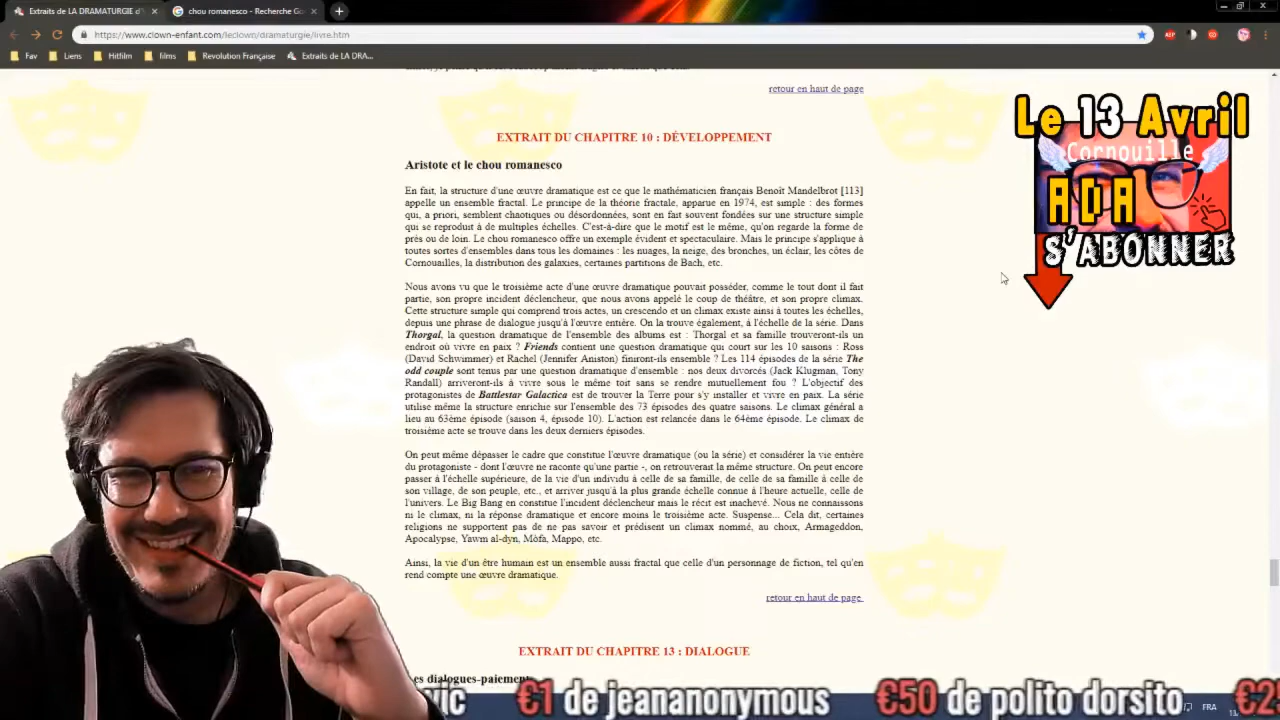 Extraits de LA DRAMATURGIE d
chou romanesco - Recherche Go
https://www.clown-enfant.com/leclown/dramaturgie/livre.htm
Fav
Liens
Hitfilm
films
Revolution Française
Extraits de LA DRA...
retour en haut de page
EXTRAIT DU CHAPITRE 10 : DÉVELOPPEMENT
Aristote et le chou romanesco
En fait, la structure d'une œuvre dramatique est ce que le mathématicien français Benoît Mandelbrot [113]
appelle un ensemble fractal. Le principe de la théorie fractale, apparue en 1974, est simple : des formes
qui, a priori, semblent chaotiques ou désordonnées, sont en fait souvent fondées sur une structure simple
qui se reproduit à de multiples échelles. C'est-à-dire que le motif est le même, qu'on regarde la forme de
près ou de loin. Le chou romanesco offre un exemple évident et spectaculaire. Mais le principe s'applique à
toutes sortes d'ensembles dans tous les domaines : les nuages, la neige, des bronches, un éclair, les côtes de
Cornouailles, la distribution des galaxies, certaines partitions de Bach, etc.
Nous avons vu que le troisième acte d'une œuvre dramatique pouvait posséder, comme le tout dont il fait
partie, son propre incident déclencheur, que nous avons appelé le coup de théâtre, et son propre climax.
Cette structure simple qui comprend trois actes, un crescendo et un climax existe ainsi à toutes les échelles,
depuis une phrase de dialogue jusqu'à l'œuvre entière. On la trouve également, à l'échelle de la série. Dans
Thorgal, la question dramatique de l'ensemble des albums est : Thorgal et sa famille trouveront-ils un
endroit où vivre en paix ? Friends contient une question dramatique qui court sur les 10 saisons : Ross
(David Schwimmer) et Rachel (Jennifer Aniston) finiront-ils ensemble ? Les 114 épisodes de la série The
odd couple sont tenus par une question dramatique d'ensemble : nos deux divorcés (Jack Klugman, Tony
Randall) arriveront-ils à vivre sous le même toit sans se rendre mutuellement fou ? L'objectif des
protagonistes de Battlestar Galactica est de trouver la Terre pour s'y installer et vivre en paix. La série
utilise même la structure enrichie sur l'ensemble des 73 épisodes des quatre saisons. Le climax général a
lieu au 63ème épisode (saison 4, épisode 10). L'action est relancée dans le 64ème épisode. Le climax de
troisième acte se trouve dans les deux derniers épisodes.
On peut même dépasser le cadre que constitue l'œuvre dramatique (ou la série) et considérer la vie entière
du protagoniste - dont l'œuvre ne raconte qu'une partie -, on retrouverait la même structure. On peut encore
passer à l'échelle supérieure, de la vie d'un individu à celle de sa famille, de celle de sa famille à celle de
son village, de son peuple, etc., et arriver jusqu'à la plus grande échelle connue à l'heure actuelle, celle de
l'univers. Le Big Bang en constitue l'incident déclencheur mais le récit est inachevé. Nous ne connaissons
ni le climax, ni la réponse dramatique et encore moins le troisième acte. Suspense... Cela dit, certaines
religions ne supportent pas de ne pas savoir et prédisent un climax nommé, au choix, Armageddon,
Apocalypse, Yawm al-dyn, Mòfa, Mappo, etc.
Ainsi, la vie d'un être humain est un ensemble aussi fractal que celle d'un personnage de fiction, tel qu'en
rend compte une œuvre dramatique.
retour en haut de page
EXTRAIT DU CHAPITRE 13 : DIALOGUE
es dialogues-paiement
Le 13 Avril
Cornouille
ADA
S'ABONNER
€1 de jeananonymous
€50 de polito dorsito
FRA